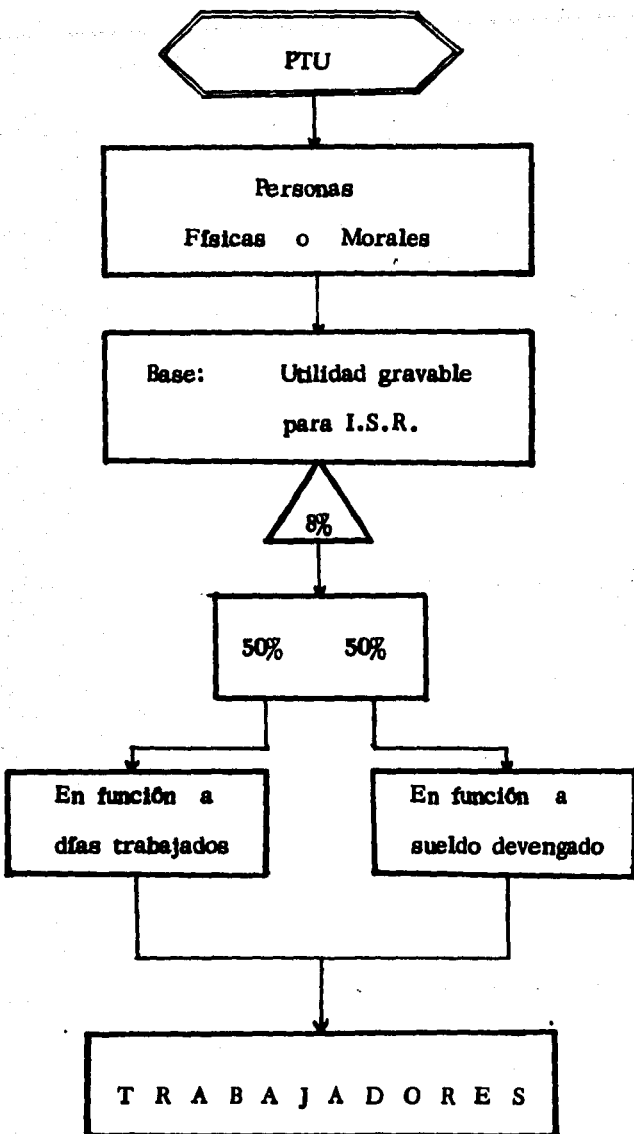 PTU
Personas
Físicas o Morales
Base: Utilidad gravable
para I.S.R.
8%
50% 50%
En función a
días trabajados
En función a
sueldo devengado
T R A B A J A D O R E S